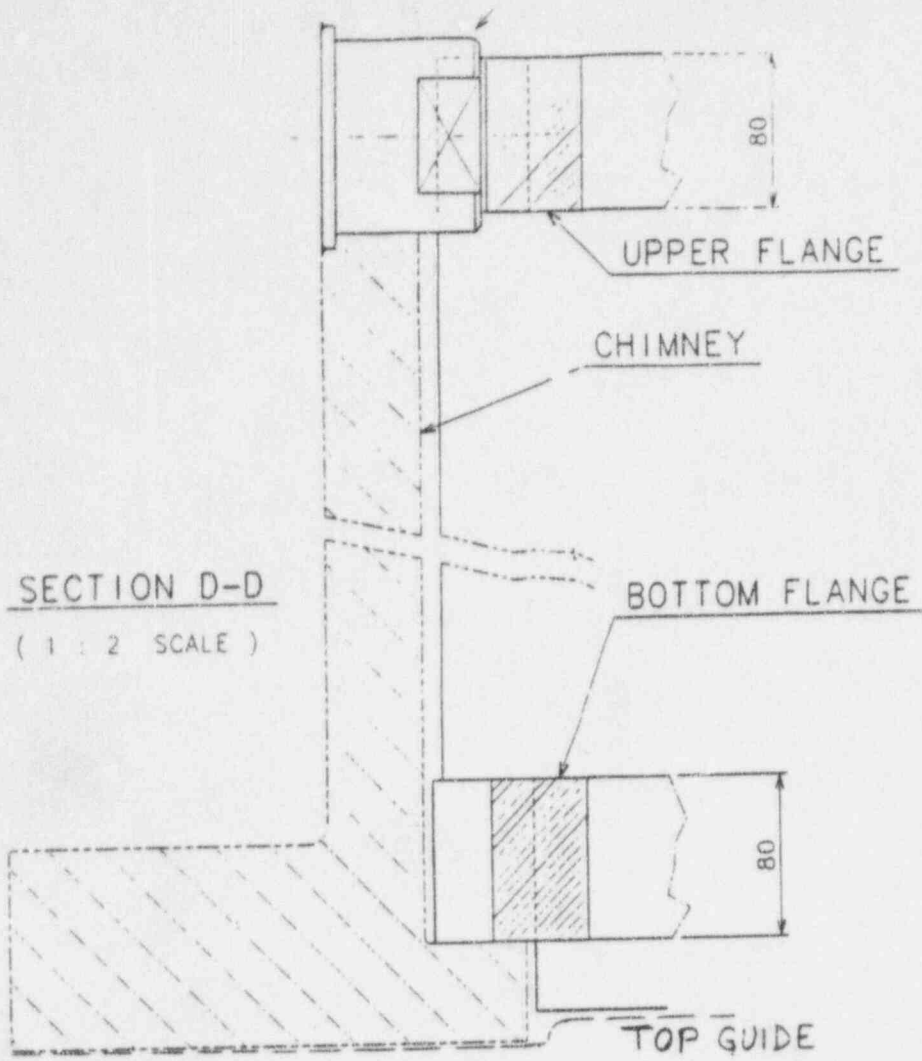 80
UPPER FLANGE
CHIMNEY
SECTION D-D
( 1 : 2 SCALE )
BOTTOM FLANGE
80
TOP GUIDE